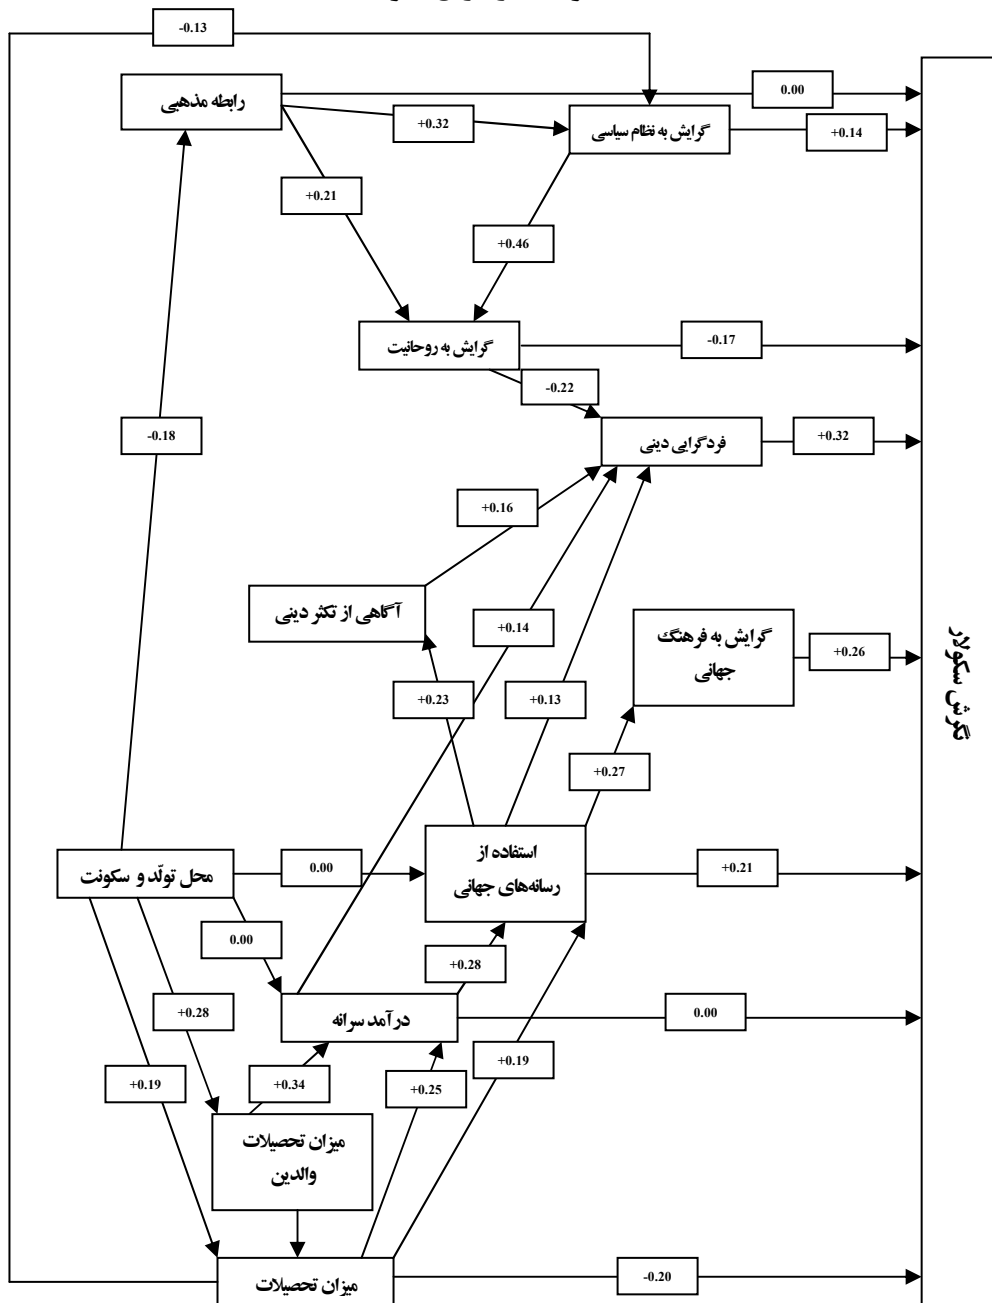 -0.13
0.00
رابطه مذهبی
+0.32
گرایش به نظام سیاسی
+0.14
+0.21
+0.46
گرایش به روحانیت
-0.17
-0.22
-0.18
فردگرایی دینی
+0.32
+0.16
آگاهی از تکثر دینی
+0.14
گرایش به فرهنگ
جهانی
+0.26
نگرش سکولار
+0.23
+0.13
+0.27
محل تولّد و سکونت
0.00
استفاده از
رسانه‌های جهانی
+0.21
0.00
+0.28
+0.28
درآمد سرانه
0.00
+0.19
+0.34
+0.25
+0.19
میزان تحصیلات
والدین
میزان تحصیلات
-0.20